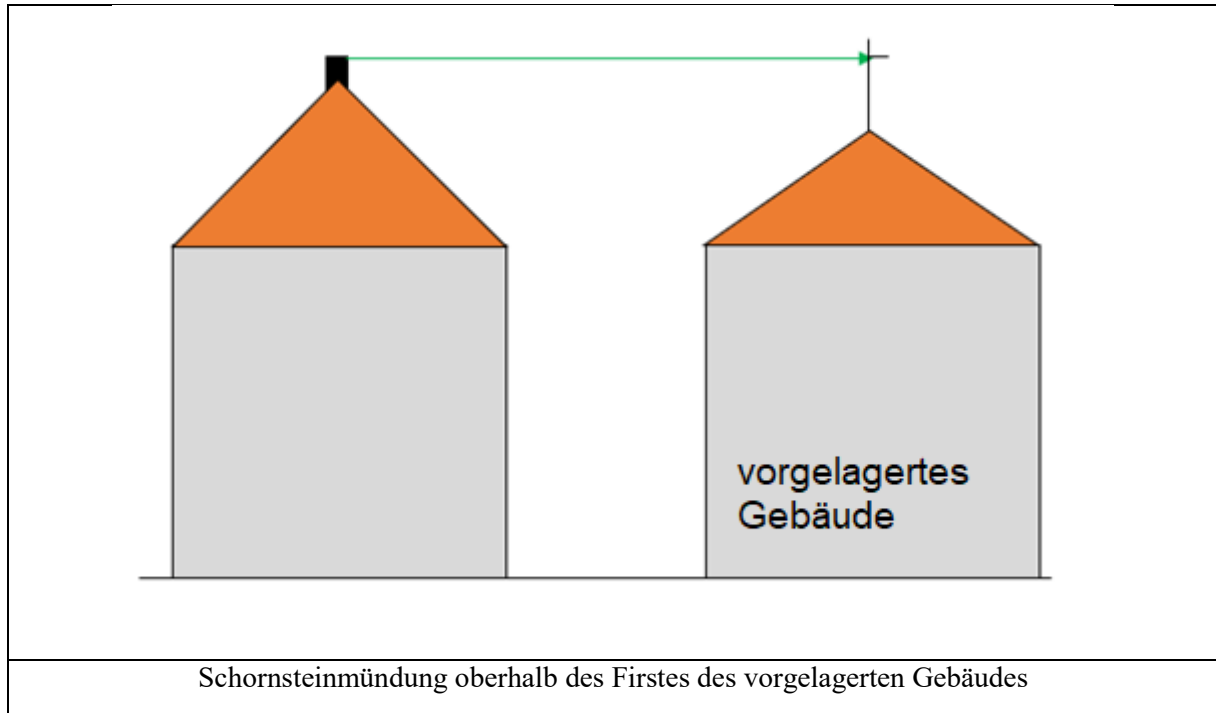 vorgelagertes
Gebäude
Schornsteinmündung oberhalb des Firstes des vorgelagerten Gebäudes